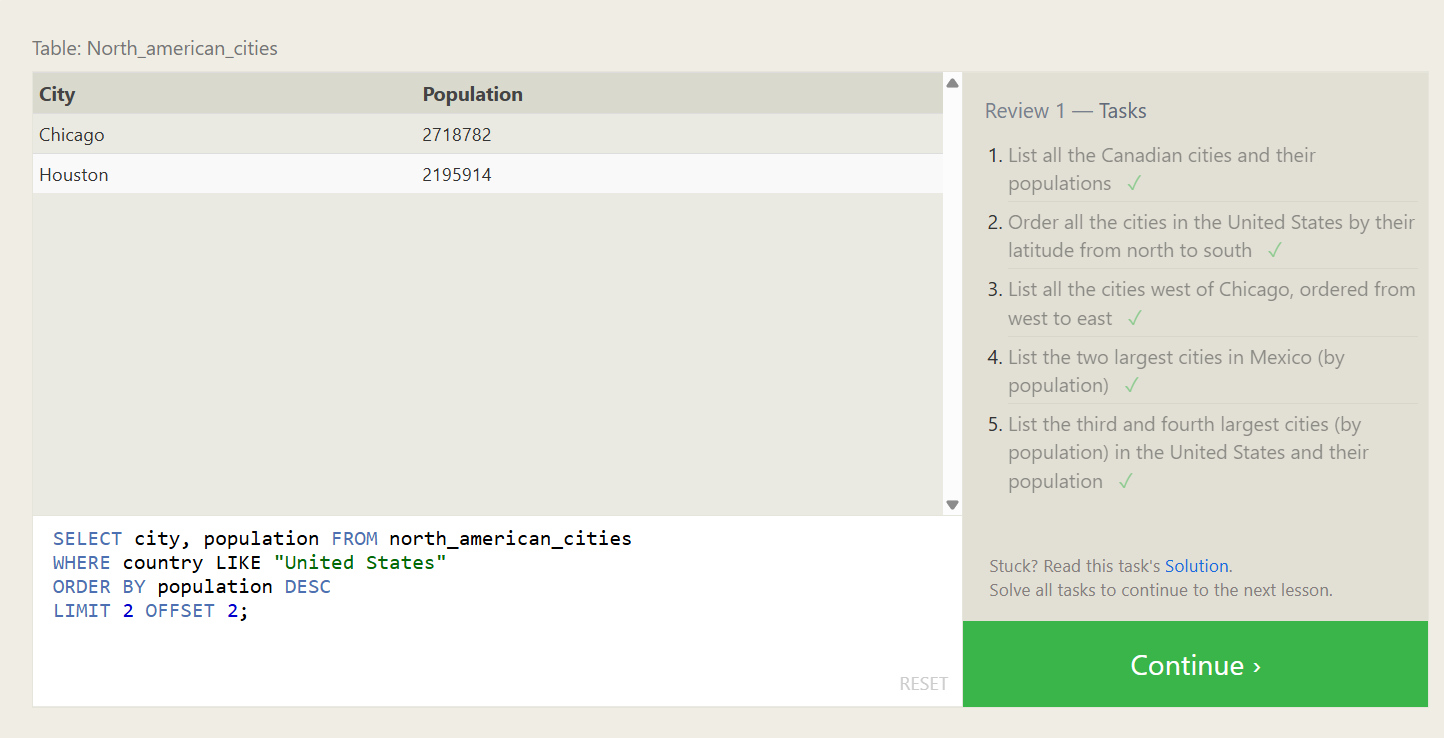 Table: North_american_cities
City Population
Chicago 2718782
Houston 2195914
SELECT city, population FROM north_american_cities
WHERE country LIKE "United States"
ORDER BY population DESC
LIMIT 2 OFFSET 2;
RESET
Review 1 — Tasks
1. List all the Canadian cities and their
populations ✓
2. Order all the cities in the United States by their
latitude from north to south ✓
3. List all the cities west of Chicago, ordered from
west to east ✓
4. List the two largest cities in Mexico (by
population) ✓
5. List the third and fourth largest cities (by
population) in the United States and their
population ✓
Stuck? Read this task's Solution.
Solve all tasks to continue to the next lesson.
Continue ›